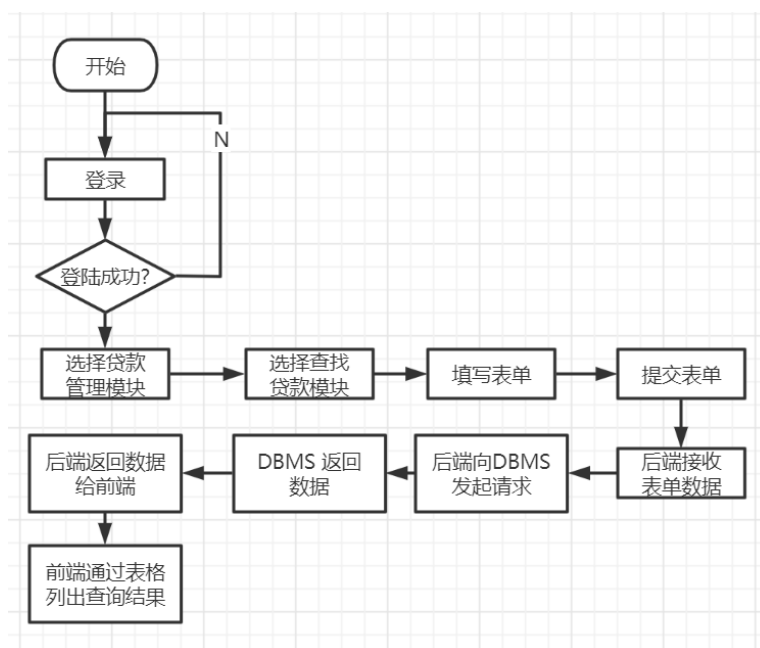 开始
N
登录
登陆成功?
选择贷款
管理模块
选择查找
贷款模块
填写表单
提交表单
后端接收
表单数据
后端向DBMS
发起请求
DBMS 返回
数据
后端返回数据
给前端
前端通过表格
列出查询结果